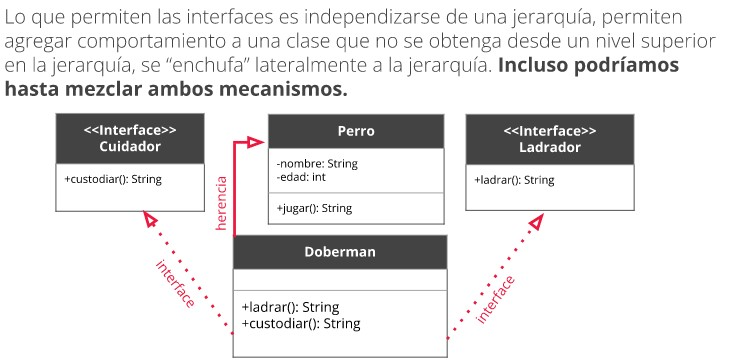 Lo que permiten las interfaces es independizarse de una jerarquía, permiten
agregar comportamiento a una clase que no se obtenga desde un nivel superior
en la jerarquía, se “enchufa” lateralmente a la jerarquía. Incluso podríamos
hasta mezclar ambos mecanismos.
<<Interface>>
Cuidador
+custodiar(): String
herencia
Perro
-nombre: String
-edad: int
+jugar(): String
<<Interface>>
Ladrador
+ladrar(): String
interface
Doberman
+ladrar(): String
+custodiar(): String
interface